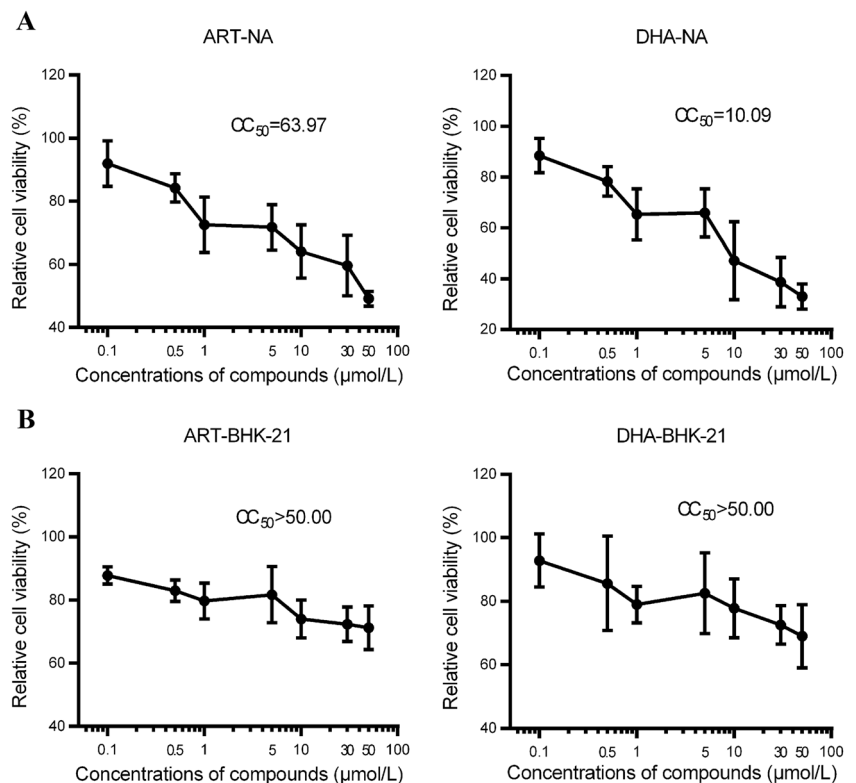 A
ART-NA
DHA-NA
Relative cell viability (%)
120
100
80
60
40
CC50=63.97
0.1 0.5 1 5 10 30 50 100
Concentrations of compounds (µmol/L)
Relative cell viability (%)
120
100
80
60
40
20
CC50=10.09
0.1 0.5 1 5 10 30 50 100
Concentrations of compounds (µmol/L)
B
ART-BHK-21
DHA-BHK-21
Relative cell viability (%)
120
100
80
60
40
CC50>50.00
0.1 0.5 1 5 10 30 50 100
Concentrations of compounds (µmol/L)
Relative cell viability (%)
120
100
80
60
40
CC50>50.00
0.1 0.5 1 5 10 30 50 100
Concentrations of compounds (µmol/L)